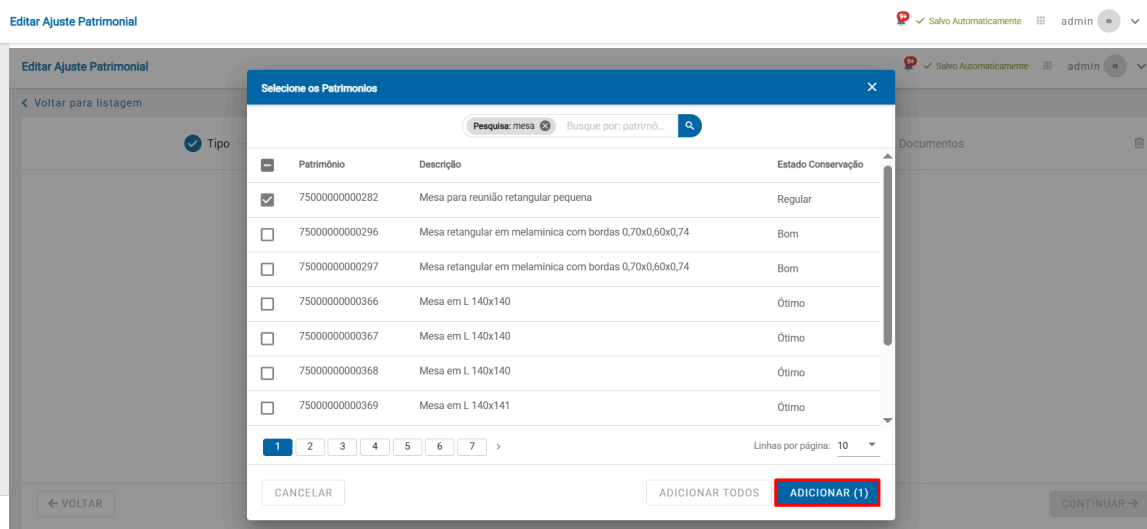 Editar Ajuste Patrimonial 9+ Salvo Automaticamente admin
Editar Ajuste Patrimonial 9+ Salvo Automaticamente admin
Voltar para listagem
Selecione os Patrimonios
Pesquisa: mesa Busque por: patrimô...
Tipo Documentos
Patrimônio Descrição Estado Conservação
75000000000282 Mesa para reunião retangular pequena Regular
75000000000296 Mesa retangular em melaminica com bordas 0,70x0,60x0,74 Bom
75000000000297 Mesa retangular em melaminica com bordas 0,70x0,60x0,74 Bom
75000000000366 Mesa em L 140x140 Ótimo
75000000000367 Mesa em L 140x140 Ótimo
75000000000368 Mesa em L 140x140 Ótimo
75000000000369 Mesa em L 140x141 Ótimo
1 2 3 4 5 6 7 Linhas por página: 10
CANCELAR ADICIONAR TODOS ADICIONAR (1)
VOLTAR CONTINUAR